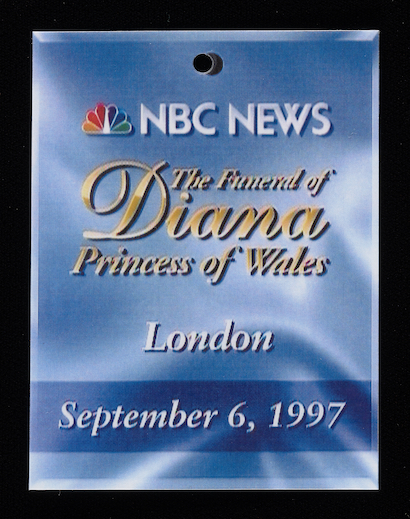 NBC NEWS
The Funeral of
Diana
Princess of Wales
London
September 6, 1997